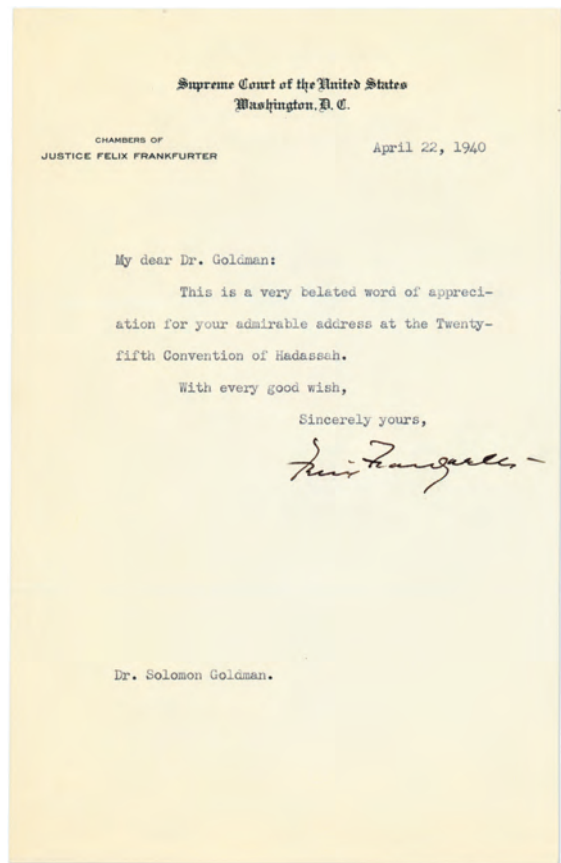 Supreme Court of the United States
Washington, D. C.
CHAMBERS OF
JUSTICE FELIX FRANKFURTER
April 22, 1940
My dear Dr. Goldman:
This is a very belated word of appreci-
ation for your admirable address at the Twenty-
fifth Convention of Hadassah.
With every good wish,
Sincerely yours,
Felix Frankfurter
Dr. Solomon Goldman.